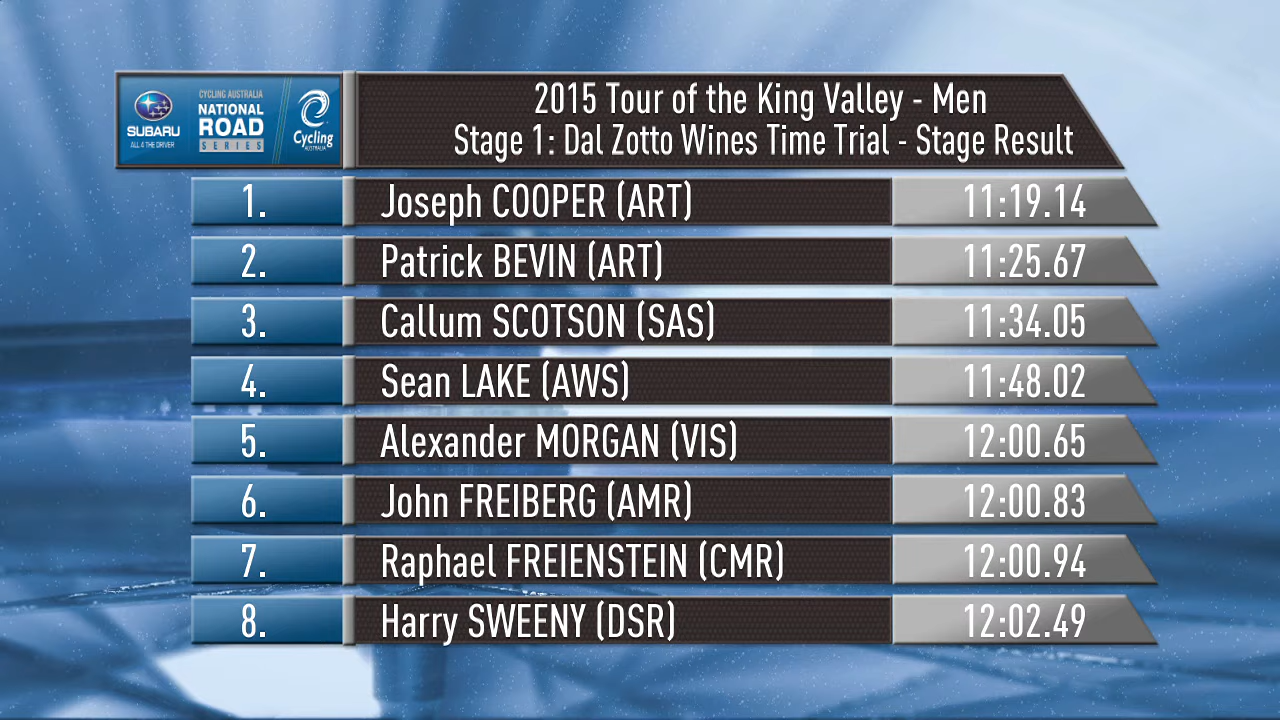 SUBARU
ALL 4 THE DRIVER
CYCLING AUSTRALIA
NATIONAL
ROAD
SERIES
Cycling
AUSTRALIA
2015 Tour of the King Valley - Men
Stage 1: Dal Zotto Wines Time Trial - Stage Result
1. Joseph COOPER (ART) 11:19.14
2. Patrick BEVIN (ART) 11:25.67
3. Callum SCOTSON (SAS) 11:34.05
4. Sean LAKE (AWS) 11:48.02
5. Alexander MORGAN (VIS) 12:00.65
6. John FREIBERG (AMR) 12:00.83
7. Raphael FREIENSTEIN (CMR) 12:00.94
8. Harry SWEENY (DSR) 12:02.49